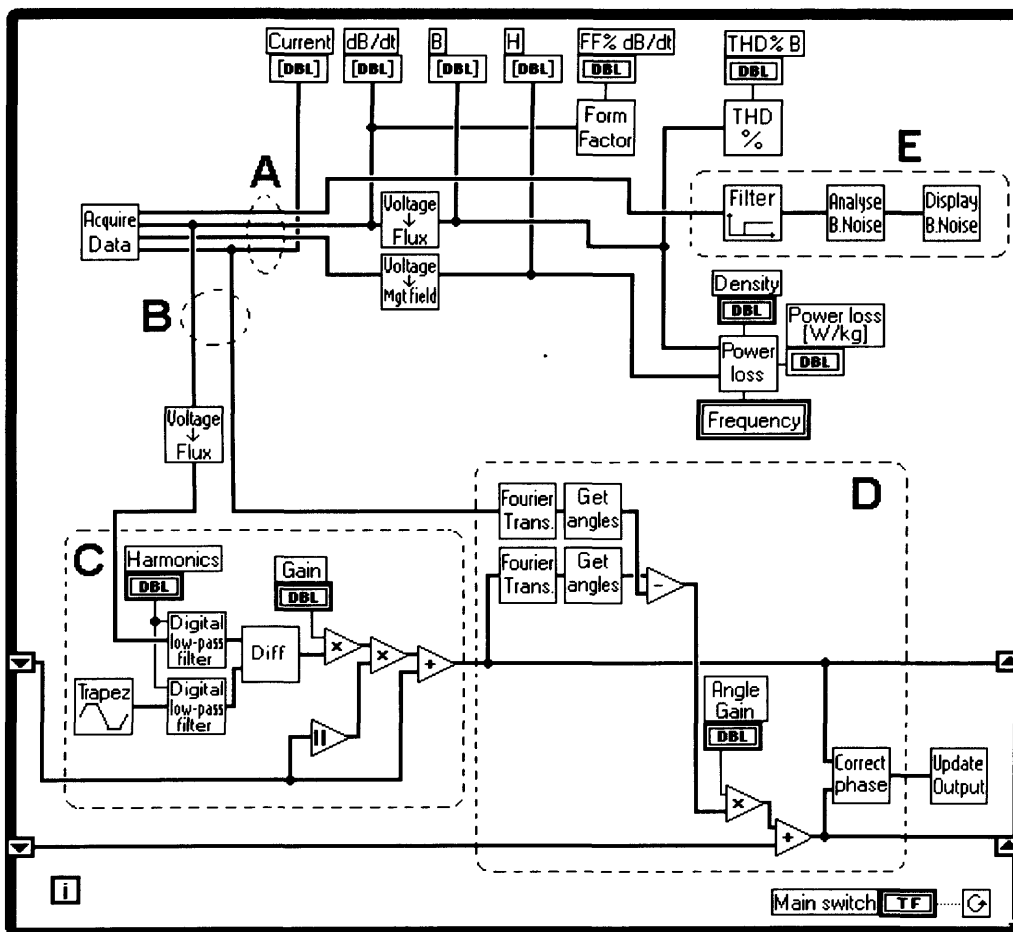 Current
dB/dt
B
H
FF% dB/dt
THD% B
[DBL]
[DBL]
[DBL]
[DBL]
DBL
DBL
Form
Factor
THD
%
A
E
Acquire
Data
Voltage
↓
Flux
Filter
Analyse
B.Noise
Display
B.Noise
Voltage
↓
Mgt field
B
Density
DBL
Power loss
[W/kg]
DBL
Power
loss
Frequency
Voltage
↓
Flux
D
Fourier
Trans.
Get
angles
C
Harmonics
DBL
Gain
DBL
Fourier
Trans.
Get
angles
-
Digital
low-pass
filter
Diff
x
x
+
Trapez
Digital
low-pass
filter
Angle
Gain
DBL
||
Correct
phase
Update
Output
x
+
i
Main switch
TF